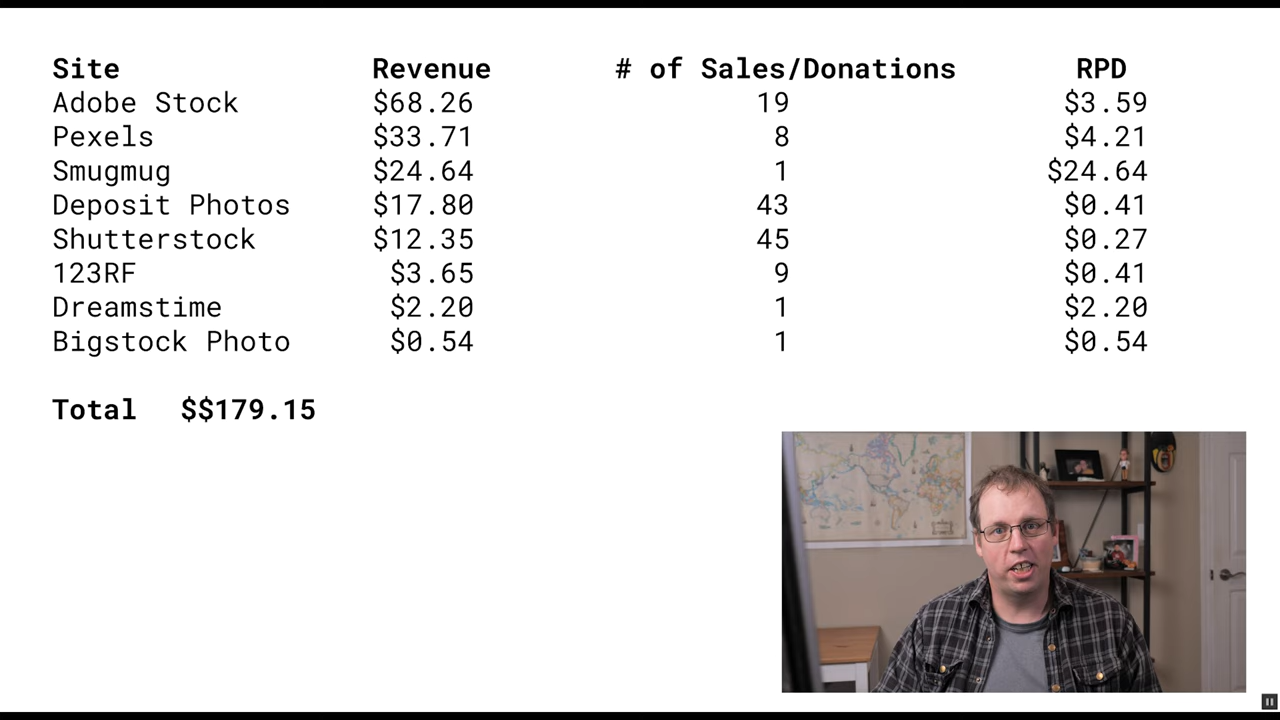 Site Revenue # of Sales/Donations RPD
Adobe Stock $68.26 19 $3.59
Pexels $33.71 8 $4.21
Smugmug $24.64 1 $24.64
Deposit Photos $17.80 43 $0.41
Shutterstock $12.35 45 $0.27
123RF $3.65 9 $0.41
Dreamstime $2.20 1 $2.20
Bigstock Photo $0.54 1 $0.54
Total $$179.15